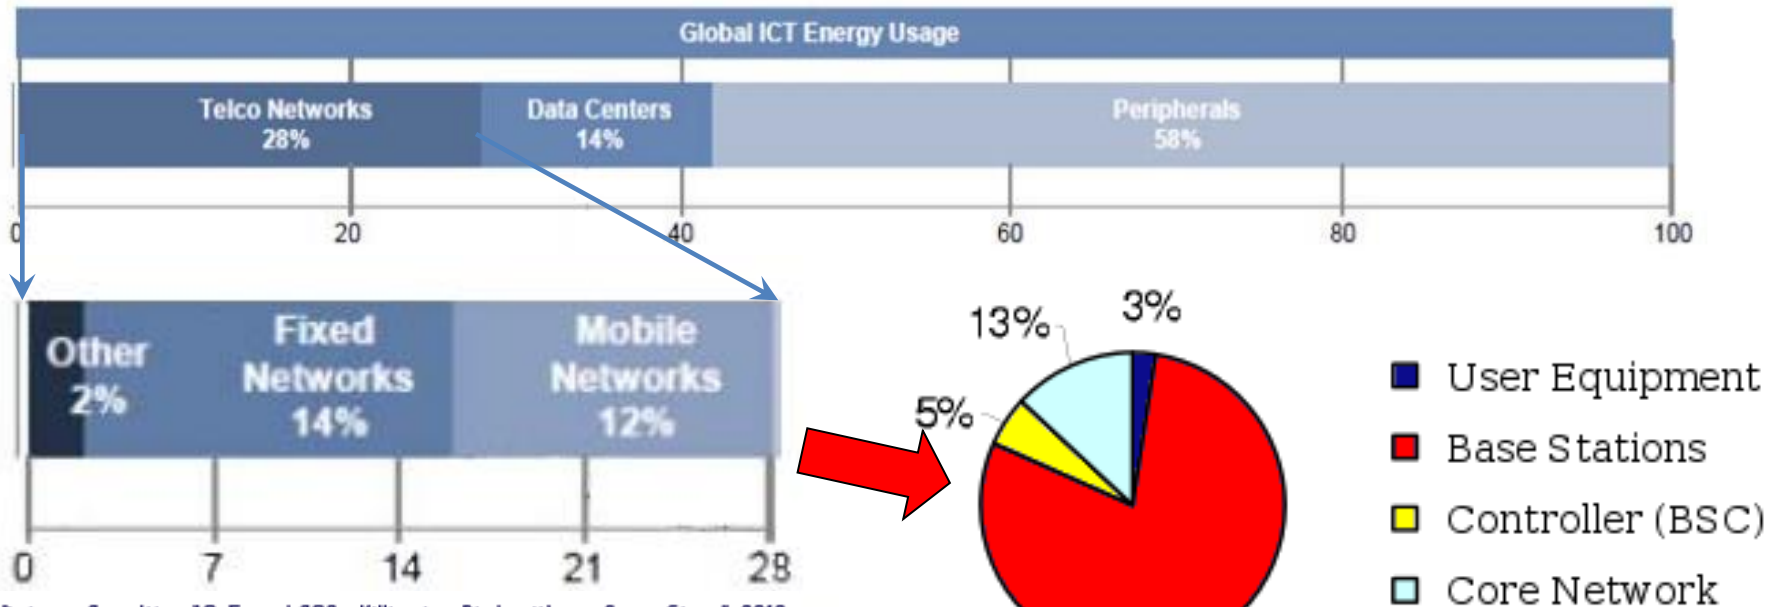 Global ICT Energy Usage
Telco Networks
28%
Data Centers
14%
Peripherals
58%
0 20 40 60 80 100
Other
2%
Fixed
Networks
14%
Mobile
Networks
12%
0 7 14 21 28
3%
13%
5%
User Equipment
Base Stations
Controller (BSC)
Core Network